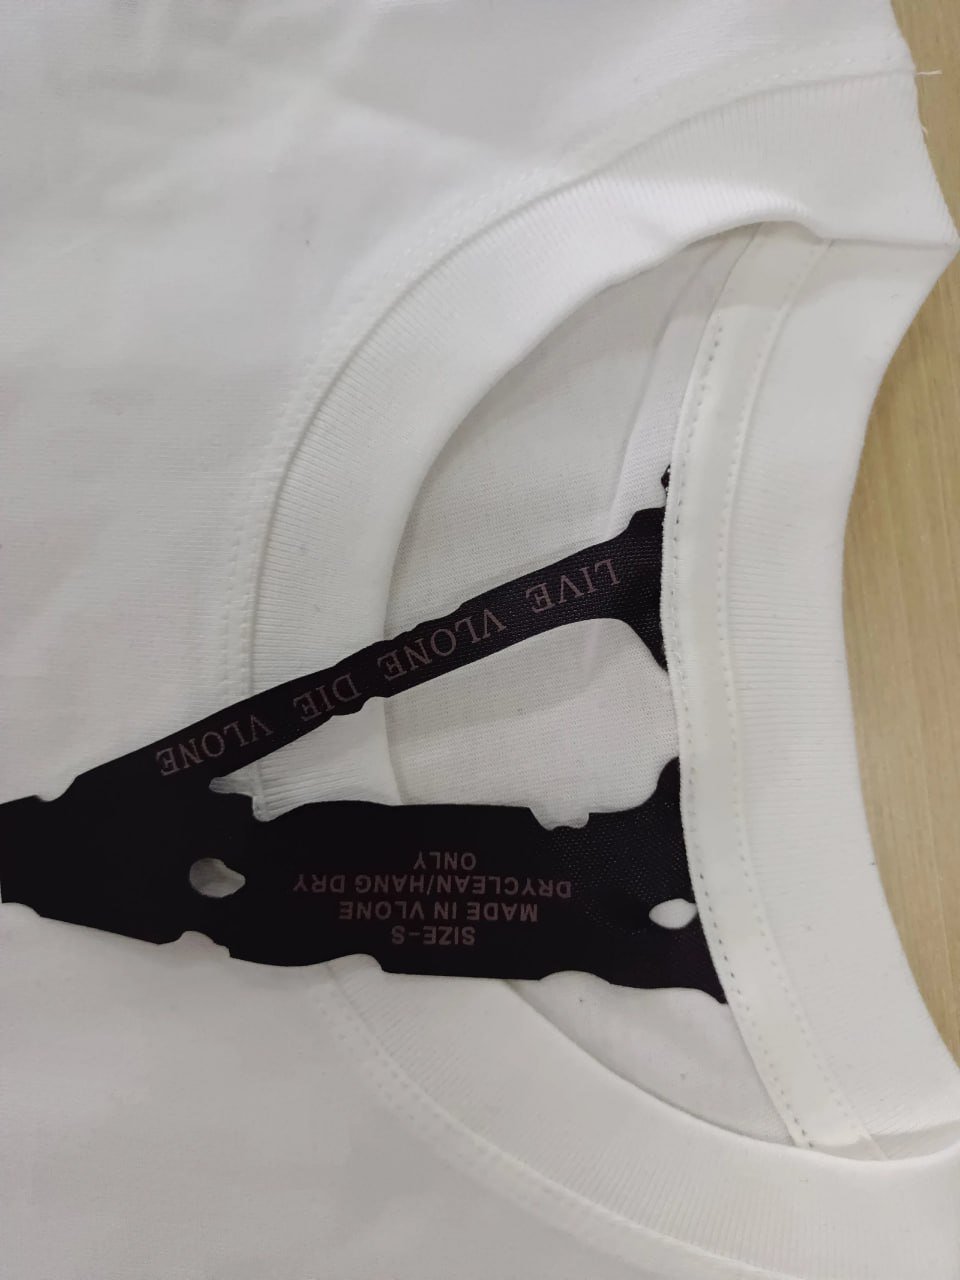 LIVE VLONE DIE VLONE
SIZE-S
MADE IN VLONE
DRYCLEAN/HANG DRY
ONLY